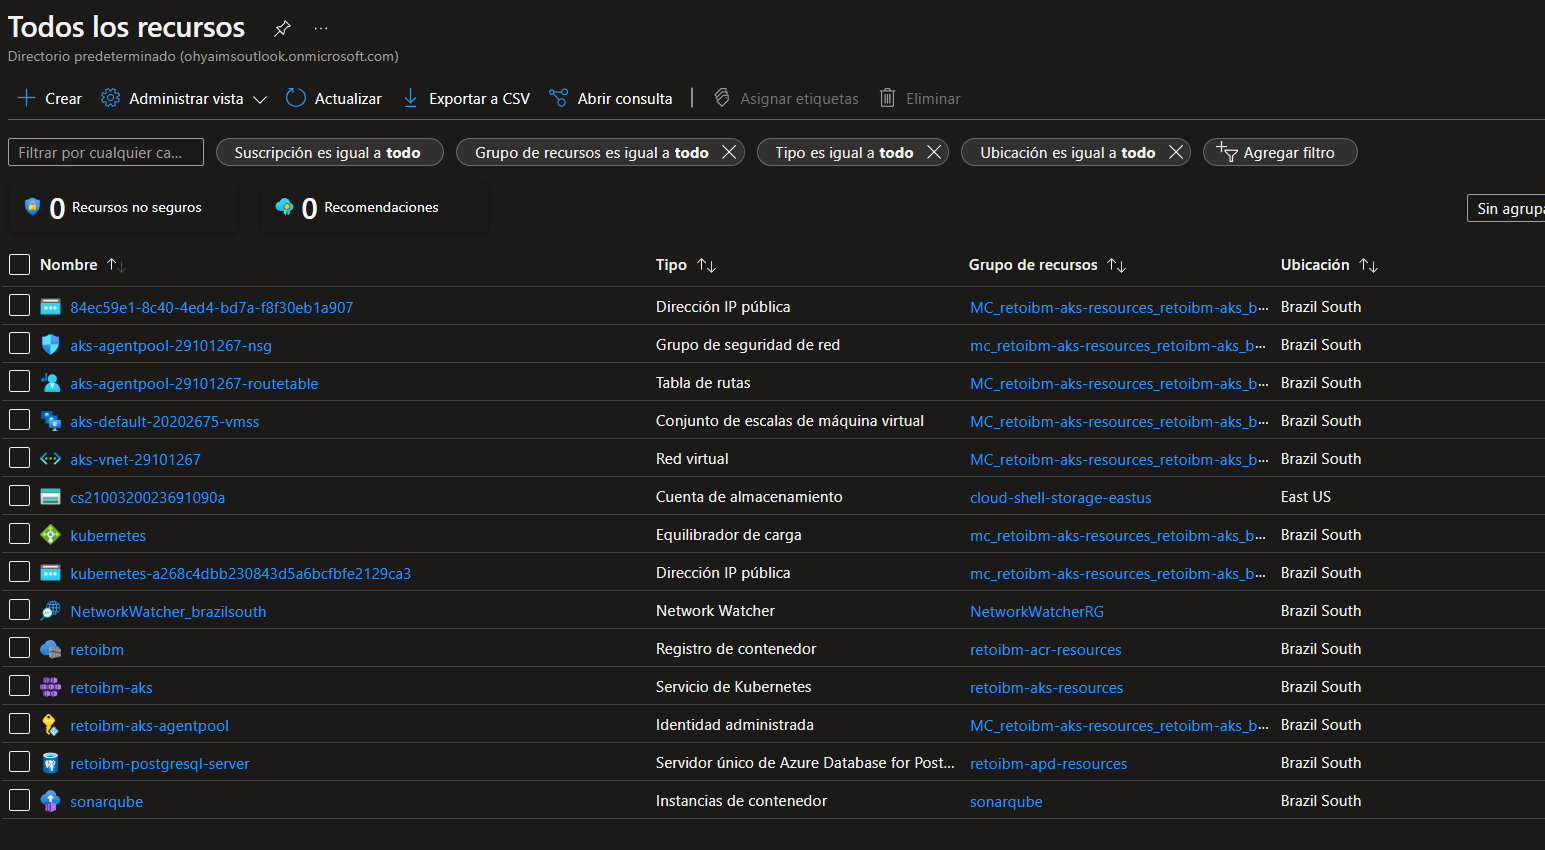 Todos los recursos
Directorio predeterminado (ohyaimsoutlook.onmicrosoft.com)
Crear Administrar vista Actualizar Exportar a CSV Abrir consulta Asignar etiquetas Eliminar
Filtrar por cualquier ca... Suscripción es igual a todo Grupo de recursos es igual a todo Tipo es igual a todo Ubicación es igual a todo Agregar filtro
0 Recursos no seguros 0 Recomendaciones Sin agrupa
Nombre Tipo Grupo de recursos Ubicación
84ec59e1-8c40-4ed4-bd7a-f8f30eb1a907 Dirección IP pública MC_retoibm-aks-resources_retoibm-aks_b... Brazil South
aks-agentpool-29101267-nsg Grupo de seguridad de red mc_retoibm-aks-resources_retoibm-aks_b... Brazil South
aks-agentpool-29101267-routetable Tabla de rutas MC_retoibm-aks-resources_retoibm-aks_b... Brazil South
aks-default-20202675-vmss Conjunto de escalas de máquina virtual MC_retoibm-aks-resources_retoibm-aks_b... Brazil South
aks-vnet-29101267 Red virtual MC_retoibm-aks-resources_retoibm-aks_b... Brazil South
cs2100320023691090a Cuenta de almacenamiento cloud-shell-storage-eastus East US
kubernetes Equilibrador de carga mc_retoibm-aks-resources_retoibm-aks_b... Brazil South
kubernetes-a268c4dbb230843d5a6bcfbfe2129ca3 Dirección IP pública mc_retoibm-aks-resources_retoibm-aks_b... Brazil South
NetworkWatcher_brazilsouth Network Watcher NetworkWatcherRG Brazil South
retoibm Registro de contenedor retoibm-acr-resources Brazil South
retoibm-aks Servicio de Kubernetes retoibm-aks-resources Brazil South
retoibm-aks-agentpool Identidad administrada MC_retoibm-aks-resources_retoibm-aks_b... Brazil South
retoibm-postgresql-server Servidor único de Azure Database for Post... retoibm-apd-resources Brazil South
sonarqube Instancias de contenedor sonarqube Brazil South